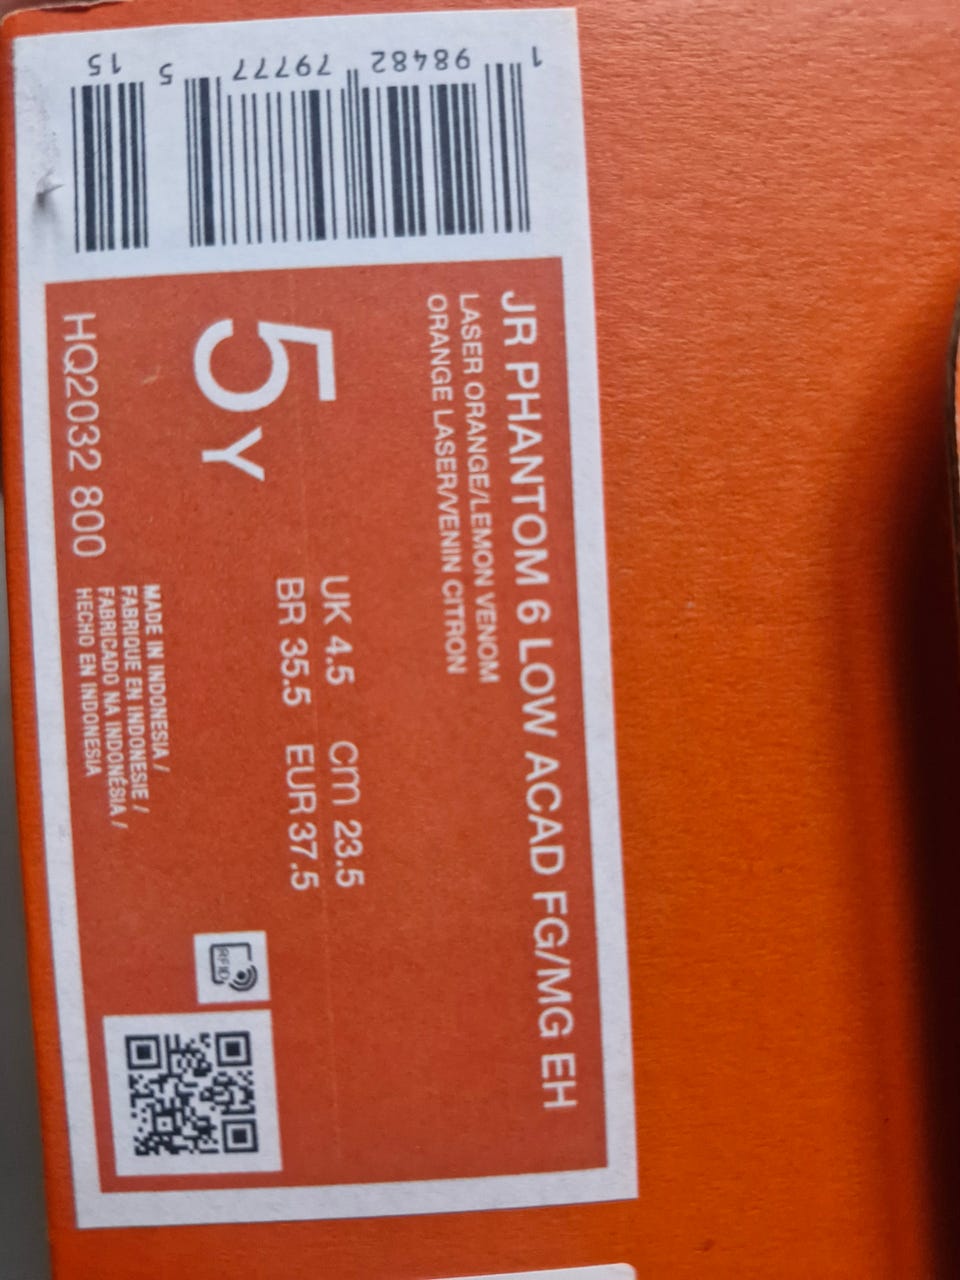 JR PHANTOM 6 LOW ACAD FG/MG EH
LASER ORANGE/LEMON VENOM
ORANGE LASER/VENIN CITRON
5Y
UK 4.5 cm 23.5
BR 35.5 EUR 37.5
HQ2032 800
MADE IN INDONESIA /
FABRIQUE EN INDONESIE /
FABRICADO NA INDONÉSIA /
HECHO EN INDONESIA
RFID
1 98482 79777 5 15